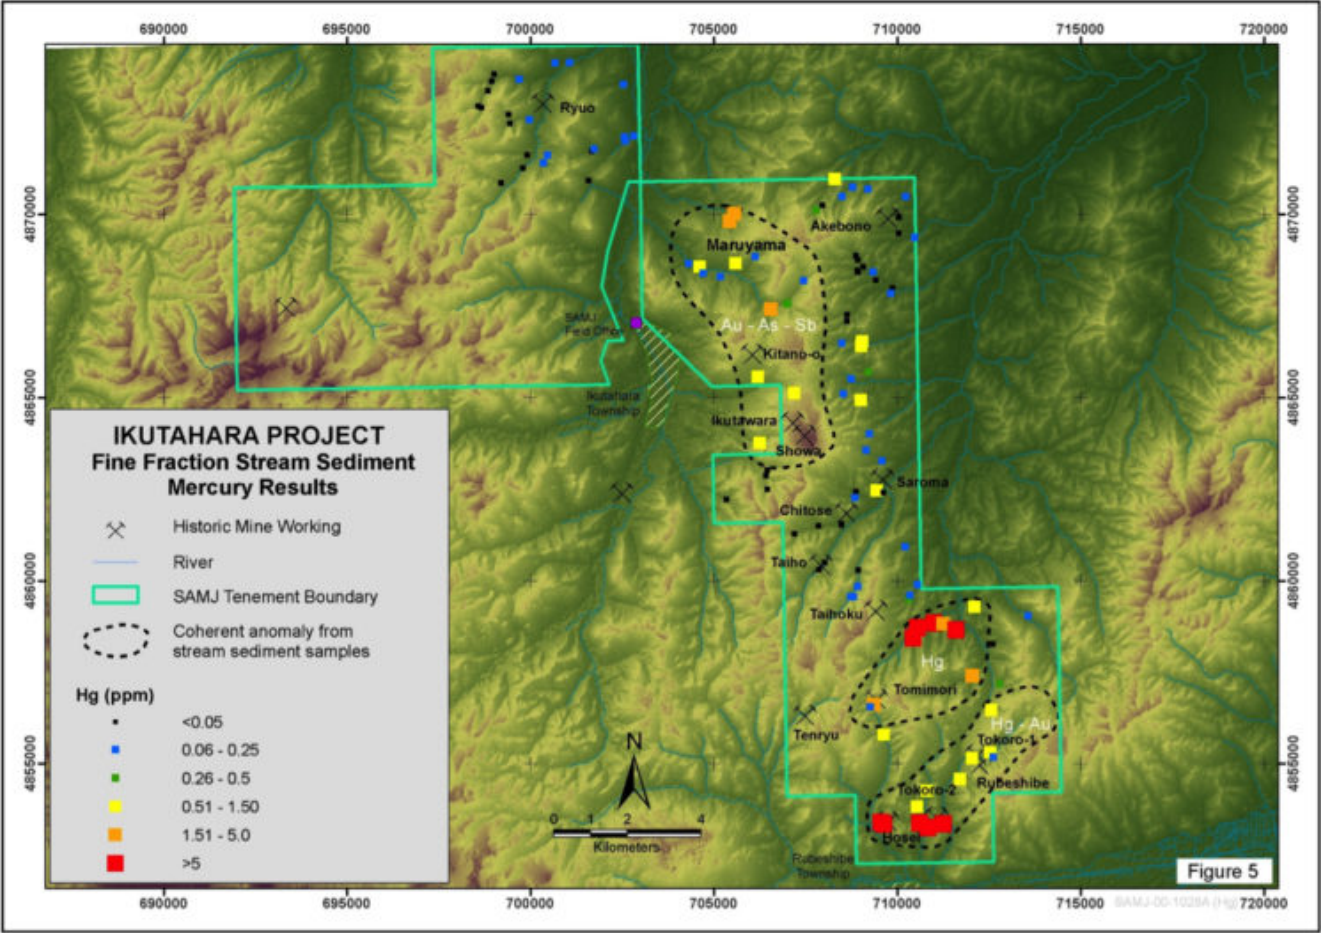 690000 695000 700000 705000 710000 715000 720000
4870000
4865000
4860000
4855000
4870000
4865000
4860000
4855000
Ryuo
Akebono
Maruyama
Au - As - Sb
SAMJ
Field Office
Kitano-o
Ikutahara
Township
Ikutawara
Showa
Saroma
Chitose
Taiho
Taihoku
Hg
Tomimori
Hg - Au
Tenryu
Tokoro-1
Rubeshibe
Tokoro-2
Hosei
Rubeshibe
Township
IKUTAHARA PROJECT
Fine Fraction Stream Sediment
Mercury Results
Historic Mine Working
River
SAMJ Tenement Boundary
Coherent anomaly from
stream sediment samples
Hg (ppm)
<0.05
0.06 - 0.25
0.26 - 0.5
0.51 - 1.50
1.51 - 5.0
>5
N
0 1 2 4
Kilometers
Figure 5
690000 695000 700000 705000 710000 715000 720000
SAMJ-00-1028A (Hg)